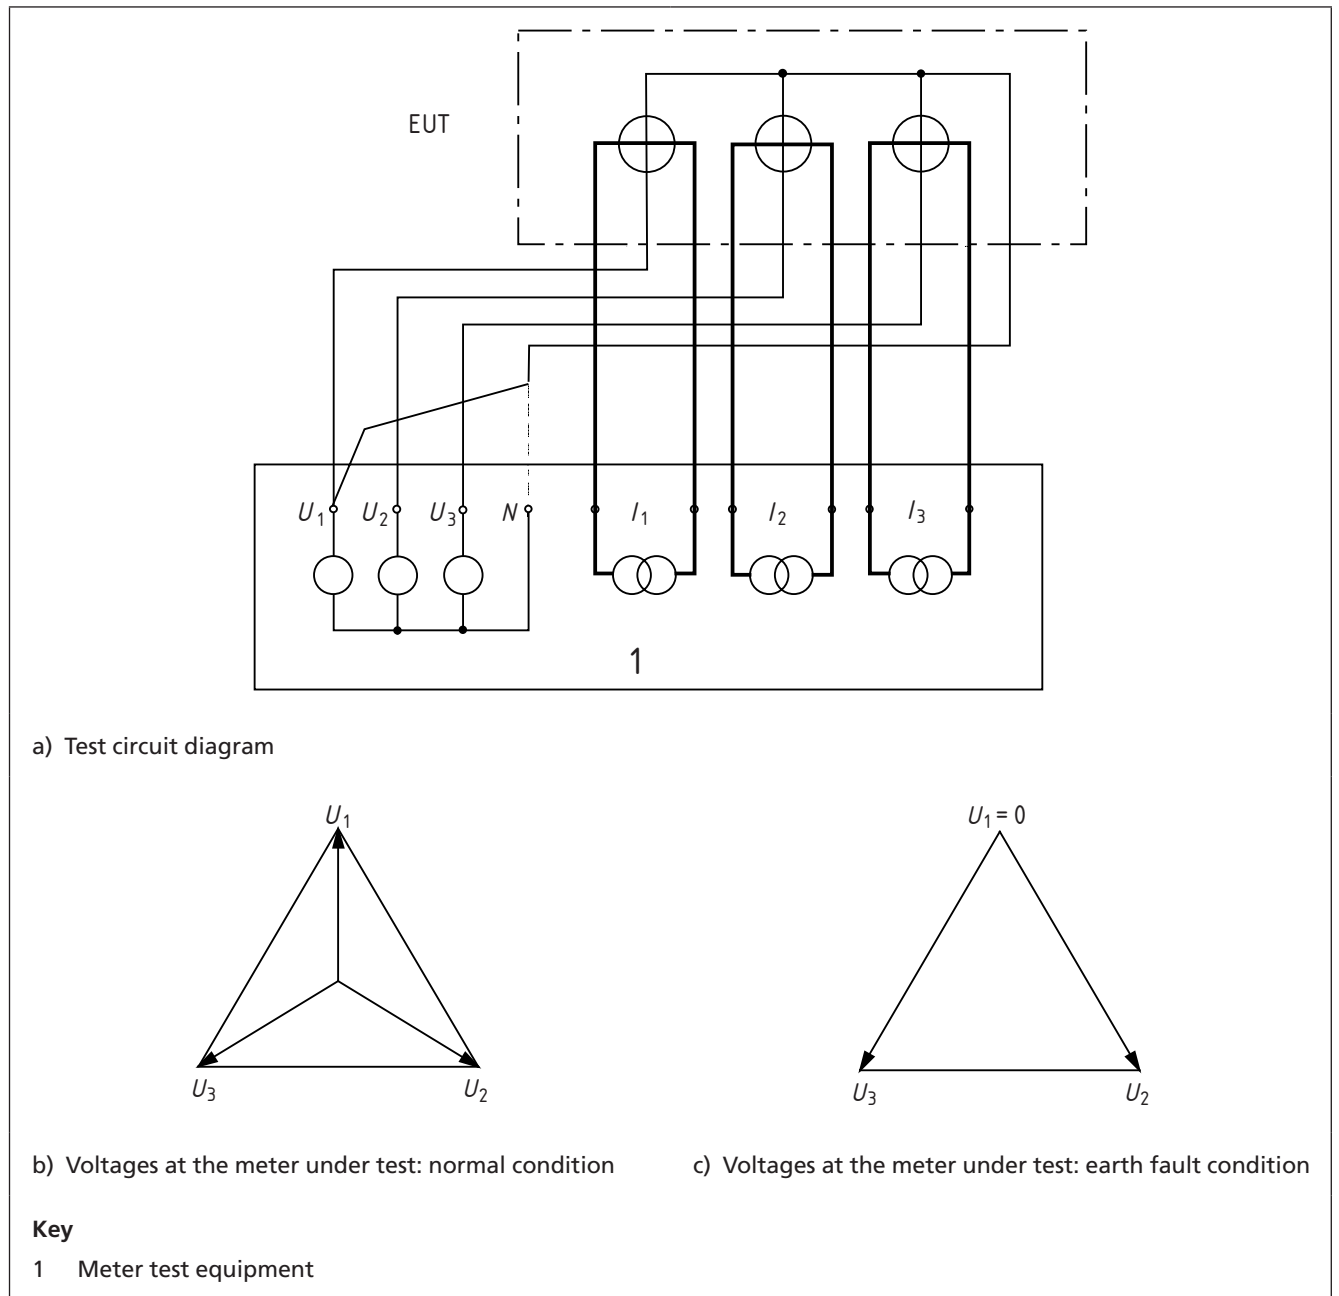 EUT
U1 U2 U3 N I1 I2 I3
1
a) Test circuit diagram
U1
U3 U2
U1 = 0
U3 U2
b) Voltages at the meter under test: normal condition
c) Voltages at the meter under test: earth fault condition
Key
1 Meter test equipment